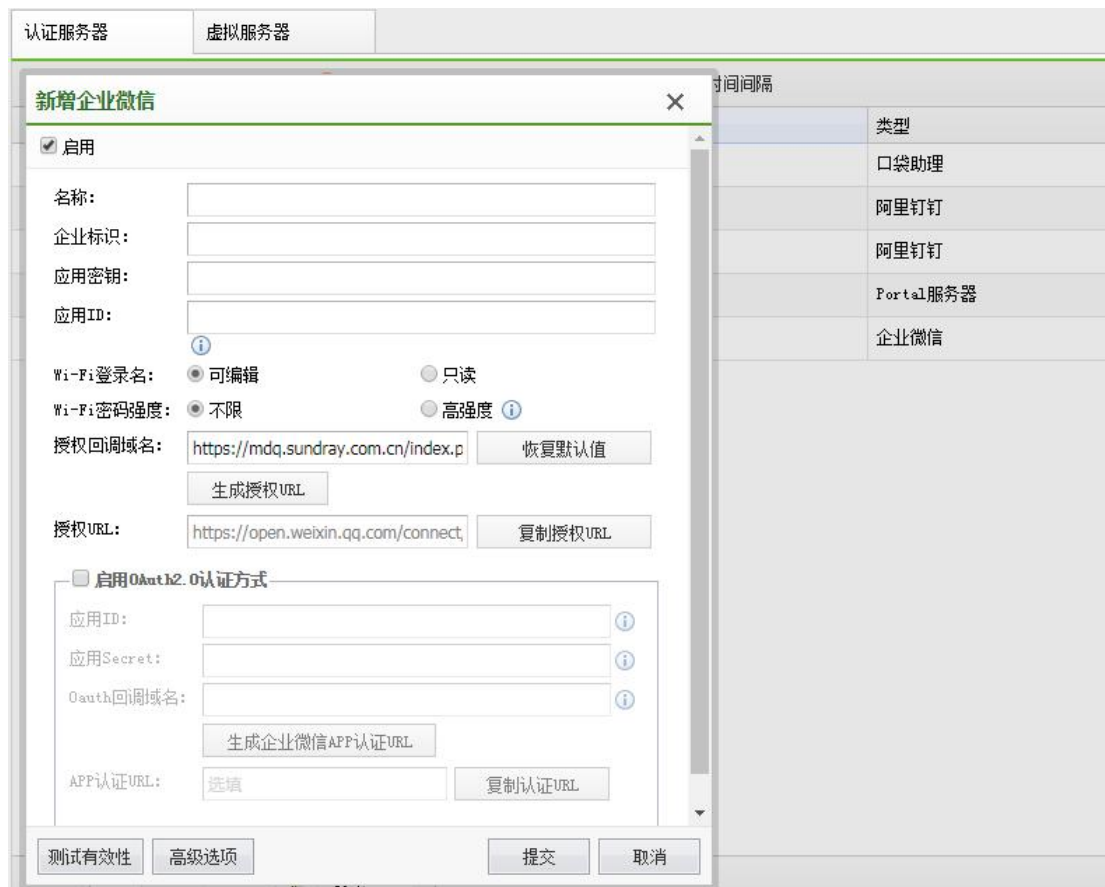 认证服务器 虚拟服务器
时间间隔
新增企业微信
类型
启用
口袋助理
名称:
阿里钉钉
企业标识:
阿里钉钉
应用密钥:
Portal服务器
应用ID:
企业微信
Wi-Fi登录名: 可编辑 只读
Wi-Fi密码强度: 不限 高强度
授权回调域名: https://mdq.sundray.com.cn/index.p 恢复默认值
生成授权URL
授权URL: https://open.weixin.qq.com/connect, 复制授权URL
启用OAuth2.0认证方式
应用ID:
应用Secret:
Oauth回调域名:
生成企业微信APP认证URL
APP认证URL: 选填 复制认证URL
测试有效性 高级选项 提交 取消